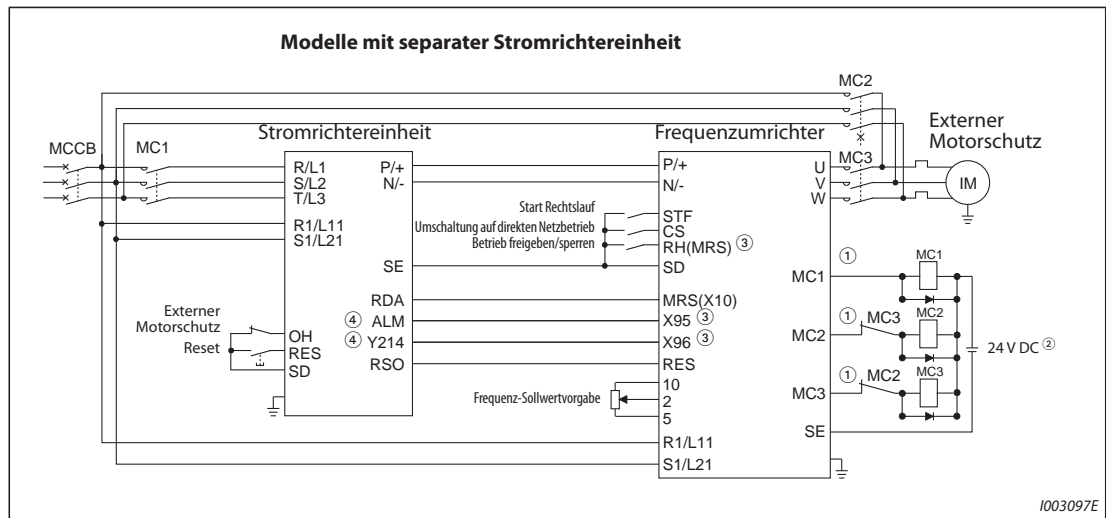 Modelle mit separater Stromrichtereinheit
MC2
Stromrichtereinheit
Frequenzumrichter
Externer
Motorschutz
MCCB
MC1
R/L1
S/L2
T/L3
R1/L11
S1/L21
P/+
N/-
P/+
N/-
U
V
W
MC3
IM
Start Rechtslauf
Umschaltung auf direkten Netzbetrieb
Betrieb freigeben/sperren
STF
CS
RH(MRS) ③
SE
SD
RDA
MRS(X10)
④ ALM
X95 ③
④ Y214
X96 ③
RSO
RES
Externer
Motorschutz
Reset
OH
RES
SD
Frequenz-Sollwertvorgabe
10
2
5
R1/L11
S1/L21
MC1
①
MC1
MC2
① MC3
MC2
MC3
① MC2
MC3
24 V DC ②
SE
I003097E